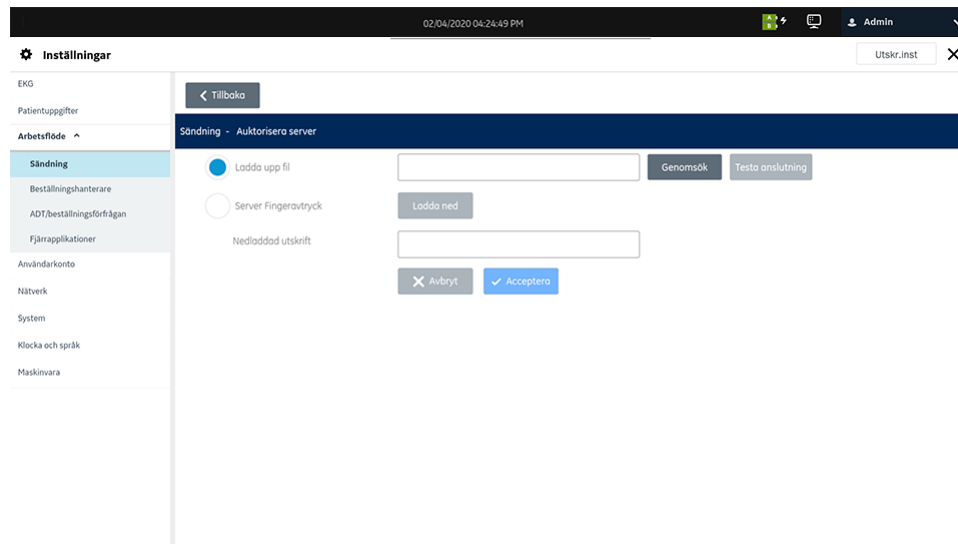 02/04/2020 04:24:49 PM
A
B
Admin
Inställningar
Utskr.inst
EKG
Patientuppgifter
Arbetsflöde
Sändning
Beställningshanterare
ADT/beställningsförfrågan
Fjärrapplikationer
Användarkonto
Nätverk
System
Klocka och språk
Maskinvara
Tillbaka
Sändning - Auktorisera server
Ladda upp fil
Genomsök
Testa anslutning
Server Fingeravtryck
Ladda ned
Nedladdad utskrift
Avbryt
Acceptera